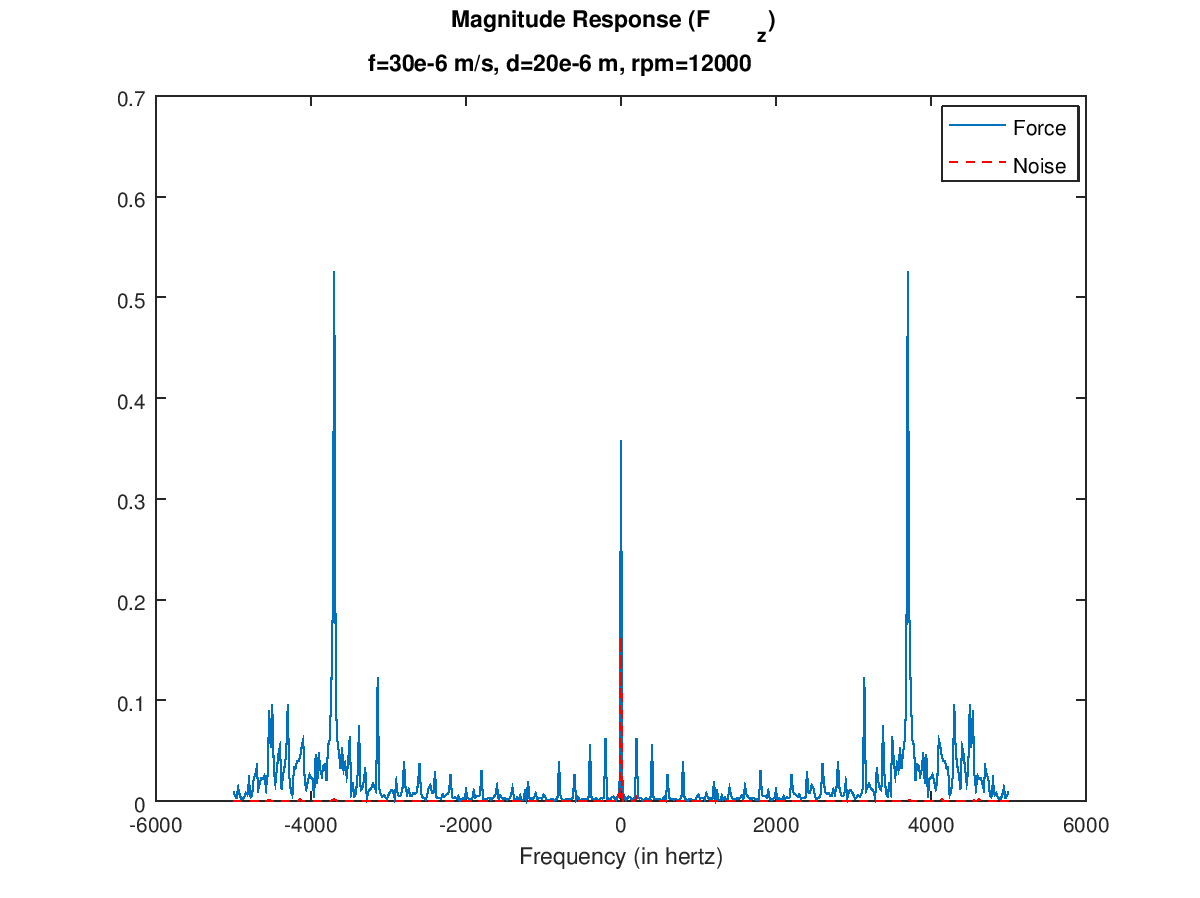 Magnitude Response (F z)
f=30e-6 m/s, d=20e-6 m, rpm=12000
0.7
Force
Noise
0.6
0.5
0.4
0.3
0.2
0.1
0
-6000 -4000 -2000 0 2000 4000 6000
Frequency (in hertz)